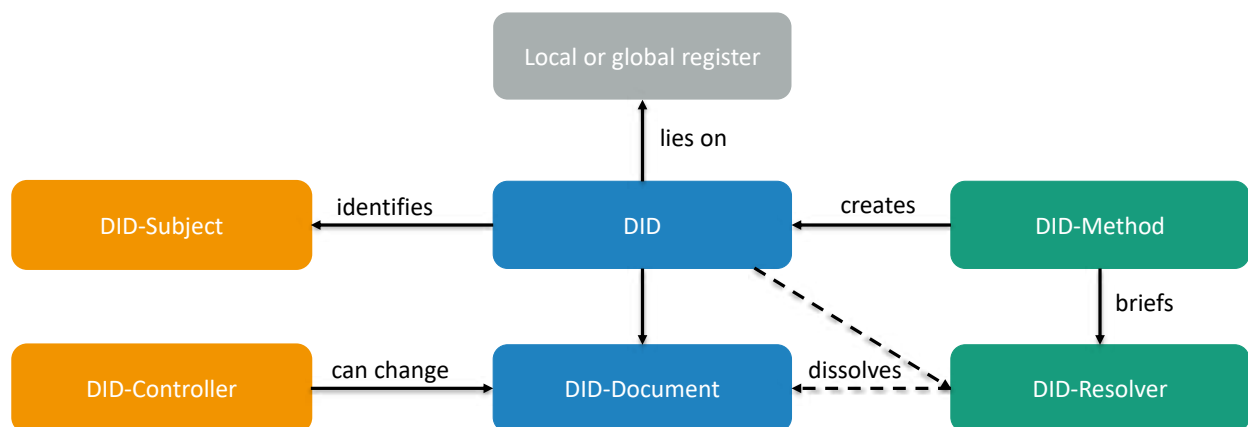 Local or global register
lies on
DID-Subject
identifies
DID
creates
DID-Method
briefs
DID-Controller
can change
DID-Document
dissolves
DID-Resolver